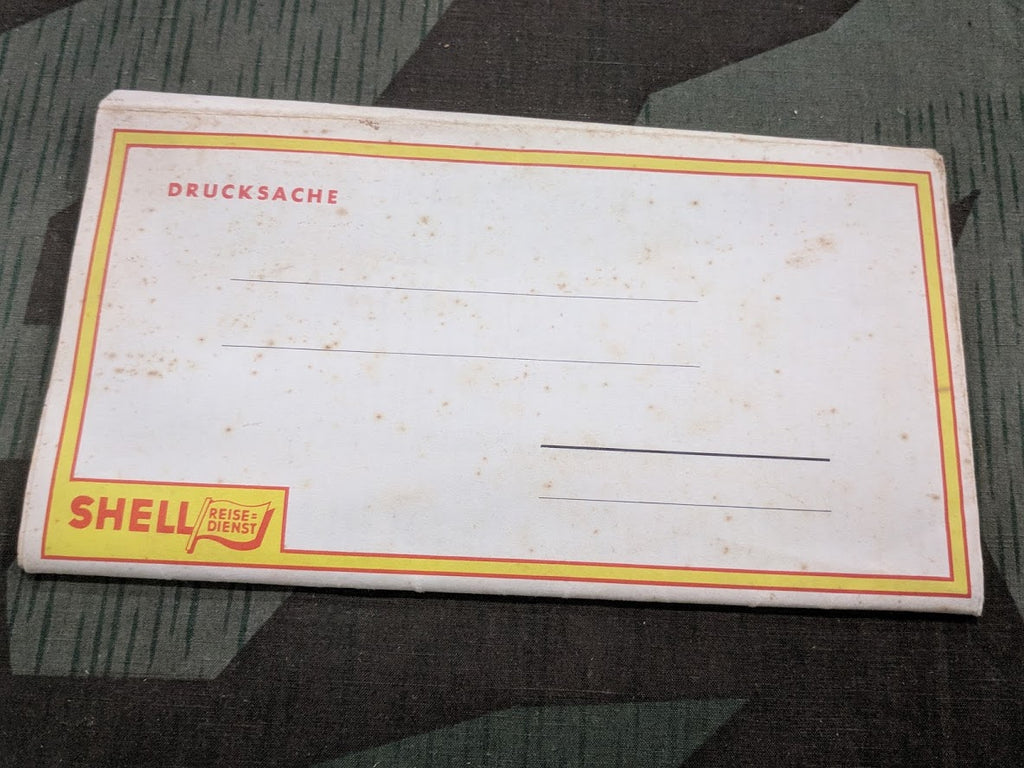 DRUCKSACHE
SHELL
REISE=
DIENST